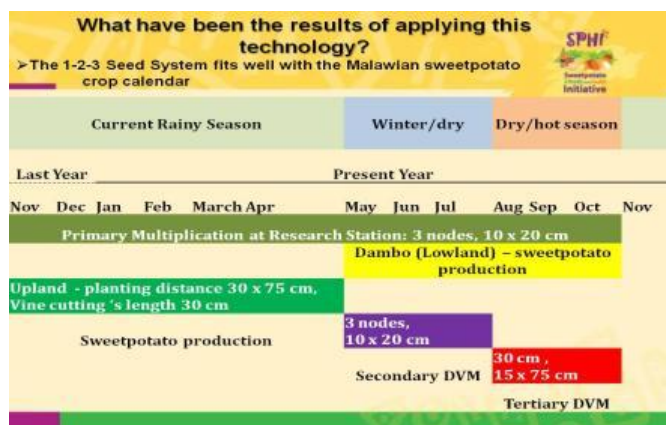 What have been the results of applying this
technology?
➢The 1-2-3 Seed System fits well with the Malawian sweetpotato
crop calendar
SPHI
Sweetpotato
Initiative
Current Rainy Season
Winter/dry
Dry/hot season
Last Year
Present Year
Nov Dec Jan Feb March Apr May Jun Jul Aug Sep Oct Nov
Primary Multiplication at Research Station: 3 nodes, 10 x 20 cm
Dambo (Lowland) – sweetpotato
production
Upland - planting distance 30 x 75 cm,
Vine cutting 's length 30 cm
Sweetpotato production
3 nodes,
10 x 20 cm
Secondary DVM
30 cm ,
15 x 75 cm
Tertiary DVM